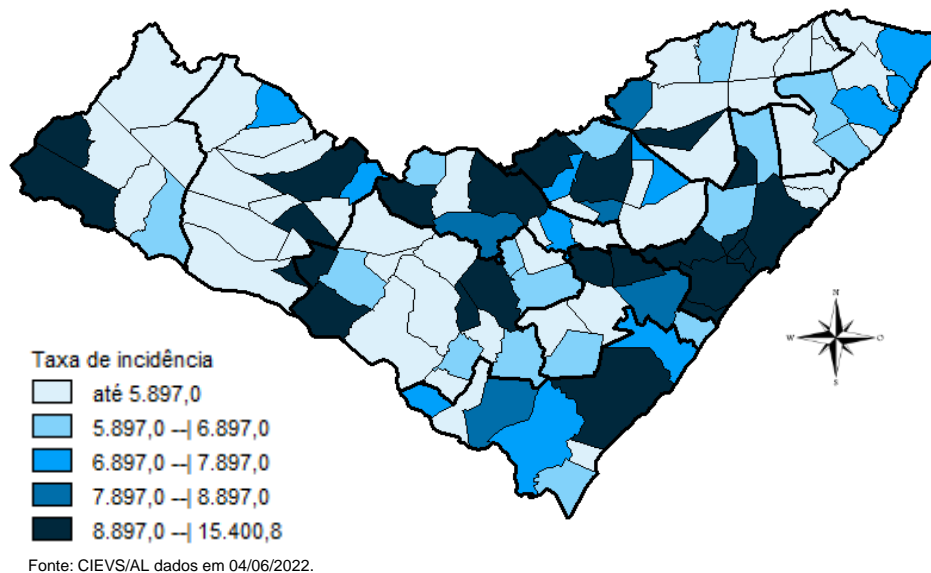 N
W
O
S
Taxa de incidência
até 5.897,0
5.897,0 --| 6.897,0
6.897,0 --| 7.897,0
7.897,0 --| 8.897,0
8.897,0 --| 15.400,8
Fonte: CIEVS/AL dados em 04/06/2022.